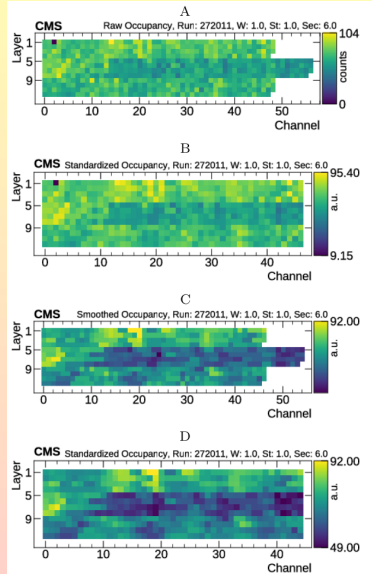 A
CMS Raw Occupancy, Run: 272011, W: 1.0, St: 1.0, Sec: 6.0
Layer
1
5
9
104
counts
0
0 10 20 30 40 50
Channel
B
CMS Standardized Occupancy, Run: 272011, W: 1.0, St: 1.0, Sec: 6.0
Layer
1
5
9
95.40
a.u.
9.15
0 10 20 30 40
Channel
C
CMS Smoothed Occupancy, Run: 272011, W: 1.0, St: 1.0, Sec: 6.0
Layer
1
5
9
92.00
a.u.
0 10 20 30 40 50
Channel
D
CMS Standardized Occupancy, Run: 272011, W: 1.0, St: 1.0, Sec: 6.0
Layer
1
5
9
92.00
a.u.
49.00
0 10 20 30 40
Channel